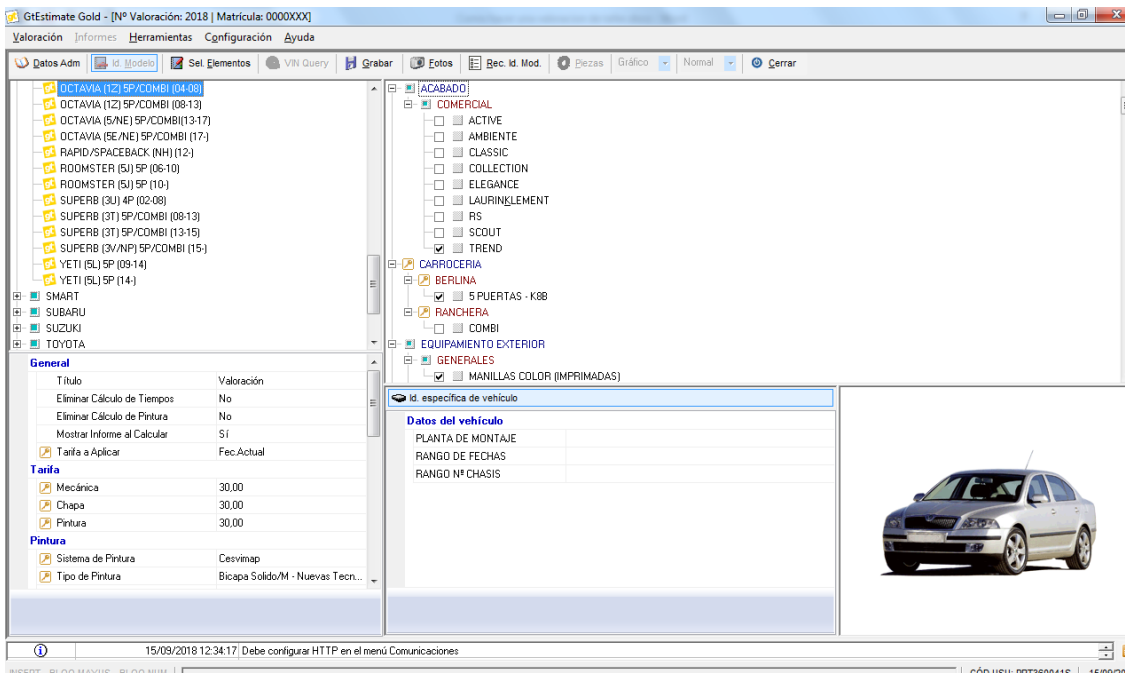 GtEstimate Gold - [Nº Valoración: 2018 | Matrícula: 0000XXX]
Valoración Informes Herramientas Configuración Ayuda
Datos Adm Id. Modelo Sel. Elementos VIN Query Grabar Fotos Rec. Id. Mod. Piezas Gráfico Normal Cerrar
OCTAVIA (1Z) 5P/COMBI (04-08)
OCTAVIA (1Z) 5P/COMBI (08-13)
OCTAVIA (5/NE) 5P/COMBI(13-17)
OCTAVIA (5E/NE) 5P/COMBI (17-)
RAPID/SPACEBACK (NH) (12-)
ROOMSTER (5J) 5P (06-10)
ROOMSTER (5J) 5P (10-)
SUPERB (3U) 4P (02-08)
SUPERB (3T) 5P/COMBI (08-13)
SUPERB (3T) 5P/COMBI (13-15)
SUPERB (3V/NP) 5P/COMBI (15-)
YETI (5L) 5P (09-14)
YETI (5L) 5P (14-)
SMART
SUBARU
SUZUKI
TOYOTA
ACABADO
COMERCIAL
ACTIVE
AMBIENTE
CLASSIC
COLLECTION
ELEGANCE
LAURINKLEMENT
RS
SCOUT
TREND
CARROCERIA
BERLINA
5 PUERTAS - K8B
RANCHERA
COMBI
EQUIPAMIENTO EXTERIOR
GENERALES
MANILLAS COLOR (IMPRIMADAS)
General
Título Valoración
Eliminar Cálculo de Tiempos No
Eliminar Cálculo de Pintura No
Mostrar Informe al Calcular Sí
Tarifa a Aplicar Fec.Actual
Tarifa
Mecánica 30,00
Chapa 30,00
Pintura 30,00
Pintura
Sistema de Pintura Cesvimap
Tipo de Pintura Bicapa Solido/M - Nuevas Tecn...
Id. específica de vehículo
Datos del vehículo
PLANTA DE MONTAJE
RANGO DE FECHAS
RANGO Nº CHASIS
15/09/2018 12:34:17 Debe configurar HTTP en el menú Comunicaciones
INSERT - BLOQ MAYUS - BLOQ NUM